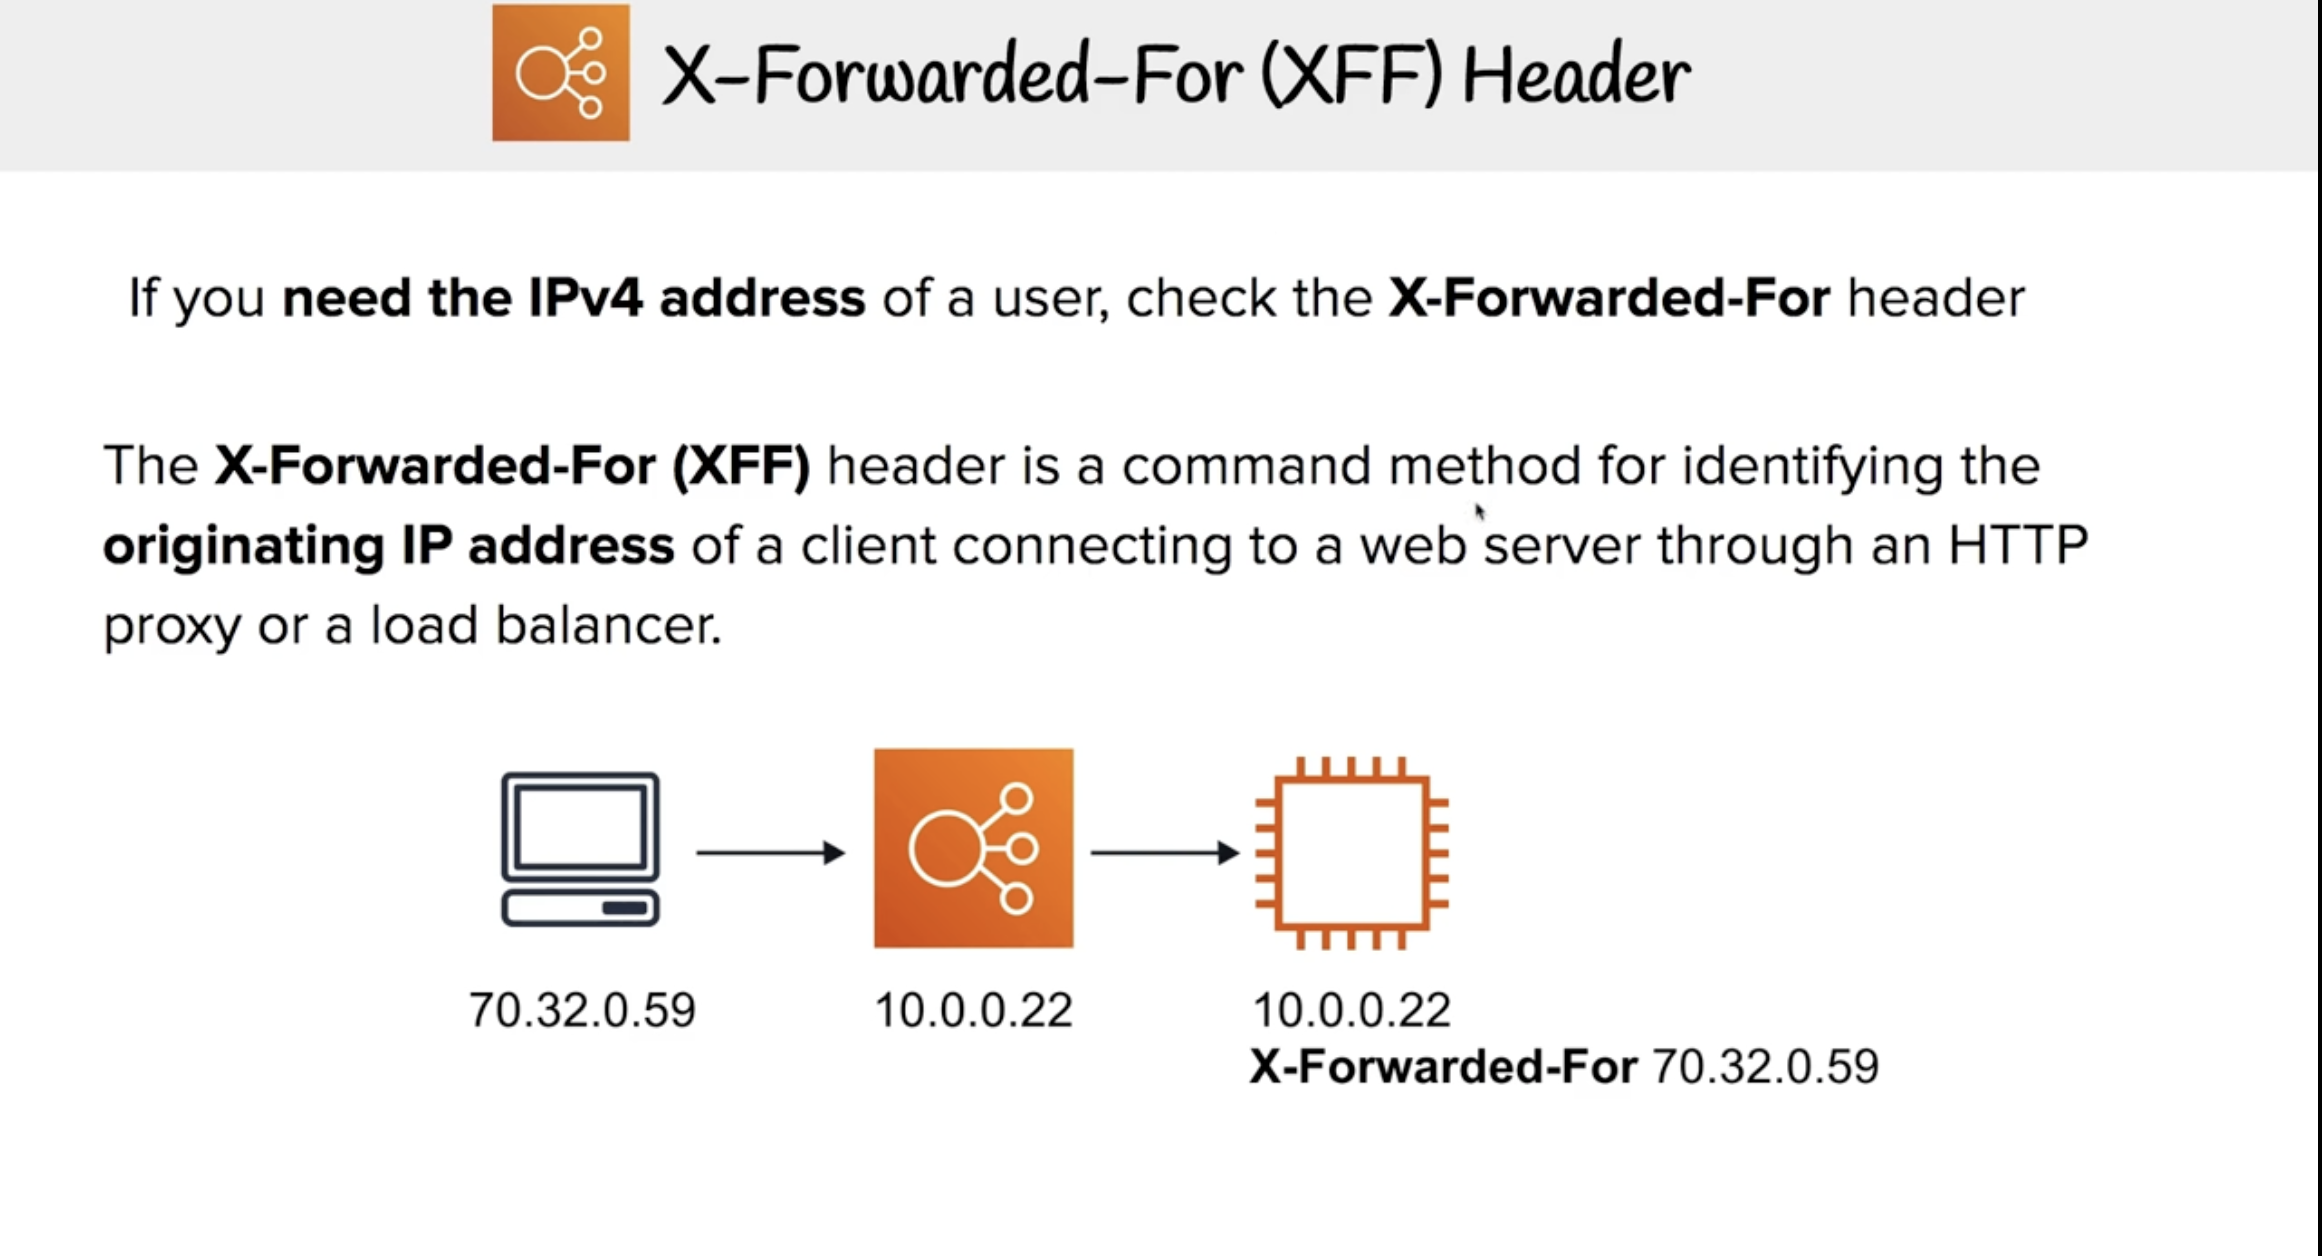 X-Forwarded-For (XFF) Header
If you need the IPv4 address of a user, check the X-Forwarded-For header
The X-Forwarded-For (XFF) header is a command method for identifying the
originating IP address of a client connecting to a web server through an HTTP
proxy or a load balancer.
70.32.0.59
10.0.0.22
10.0.0.22
X-Forwarded-For 70.32.0.59